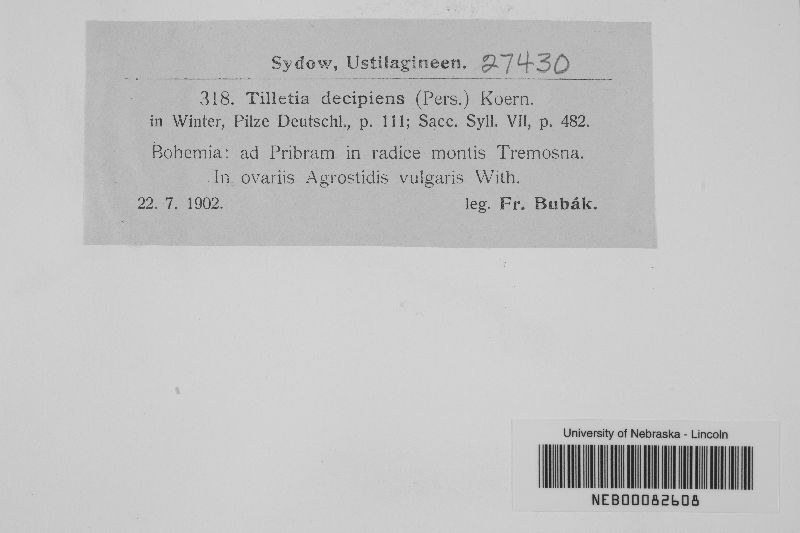 Sydow, Ustilagineen. 27430
318. Tilletia decipiens (Pers.) Koern.
in Winter, Pilze Deutschl., p. 111; Sacc. Syll. VII, p. 482.
Bohemia: ad Pribram in radice montis Tremosna.
In ovariis Agrostidis vulgaris With.
22. 7. 1902. leg. Fr. Bubák.
University of Nebraska - Lincoln
NEB00082608